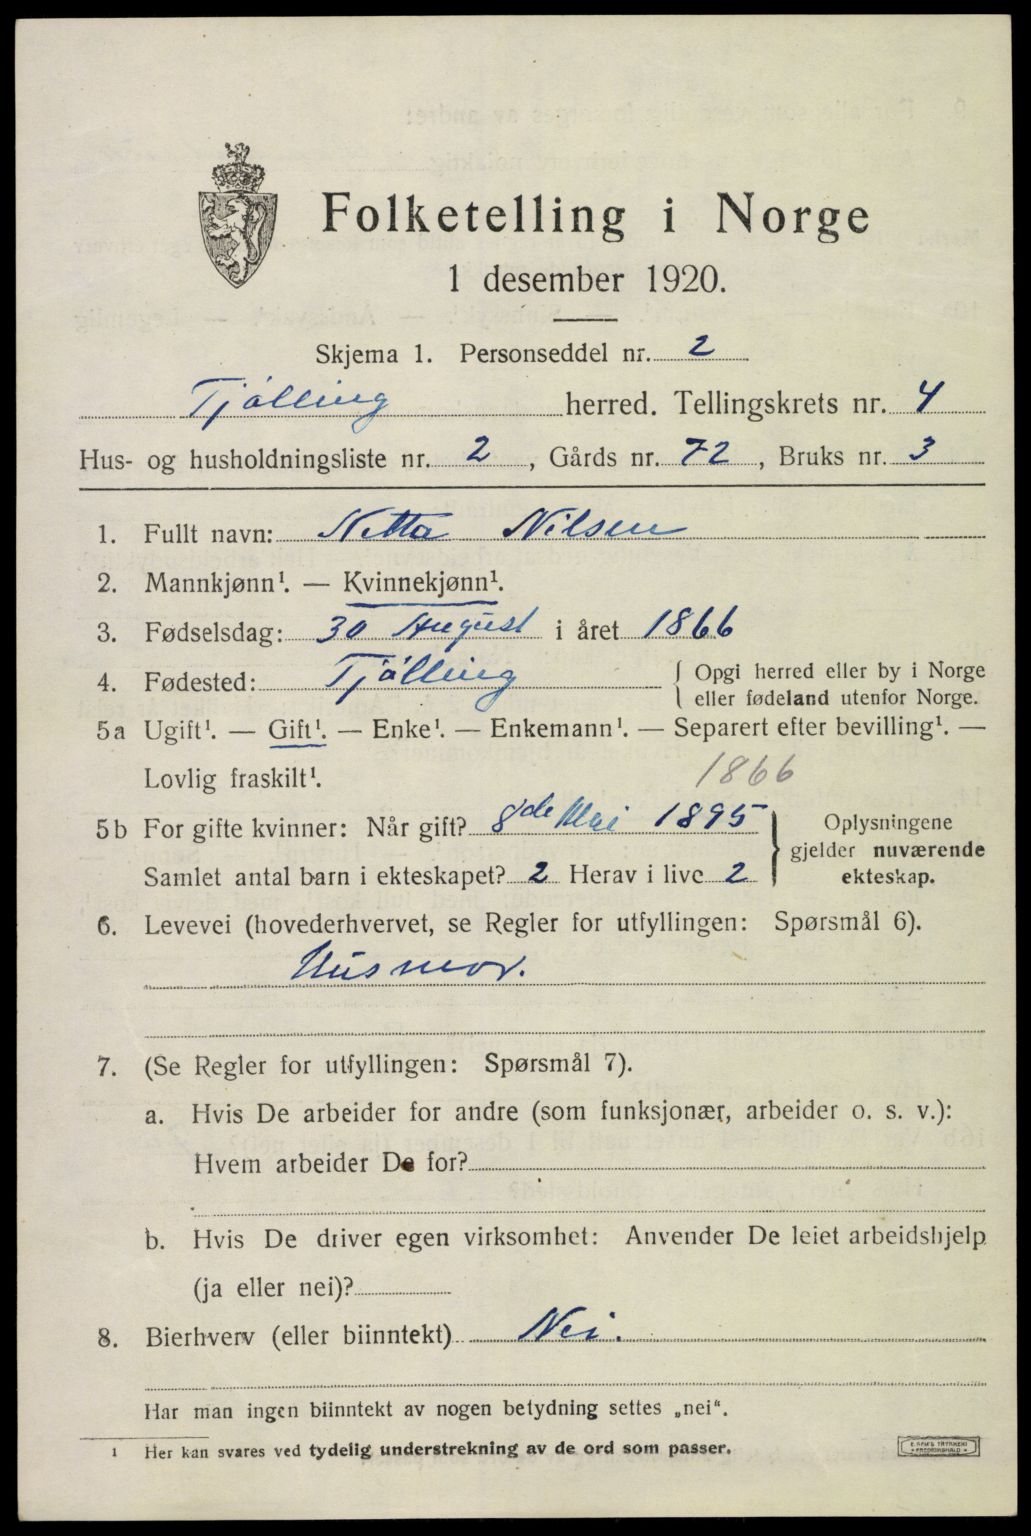 Folketelling i Norge
1 desember 1920.
Skjema 1. Personseddel nr. 2
Tjölling herred. Tellingskrets nr. 4
Hus- og husholdningsliste nr. 2, Gårds nr. 72, Bruks nr. 3
1. Fullt navn: Netta Nilsen
2. Mannkjønn¹. — Kvinnekjønn¹.
3. Fødselsdag: 30 August i året 1866
4. Fødested: Tjölling { Opgi herred eller by i Norge
eller fødeland utenfor Norge.
5a Ugift¹. — Gift¹. — Enke¹. — Enkemann¹. — Separert efter bevilling¹. —
Lovlig fraskilt¹. 1866
5b For gifte kvinner: Når gift? 8de Mai 1895
Samlet antal barn i ekteskapet? 2 Herav i live 2
} Oplysningene
gjelder nuværende
ekteskap.
6. Levevei (hovederhvervet, se Regler for utfyllingen: Spørsmål 6).
Husmor.
7. (Se Regler for utfyllingen: Spørsmål 7).
a. Hvis De arbeider for andre (som funksjonær, arbeider o. s. v.):
Hvem arbeider De for?
b. Hvis De driver egen virksomhet: Anvender De leiet arbeidshjelp
(ja eller nei)?
8. Bierhverv (eller biinntekt) Nei.
Har man ingen biinntekt av nogen betydning settes „nei“.
¹ Her kan svares ved tydelig understrekning av de ord som passer.